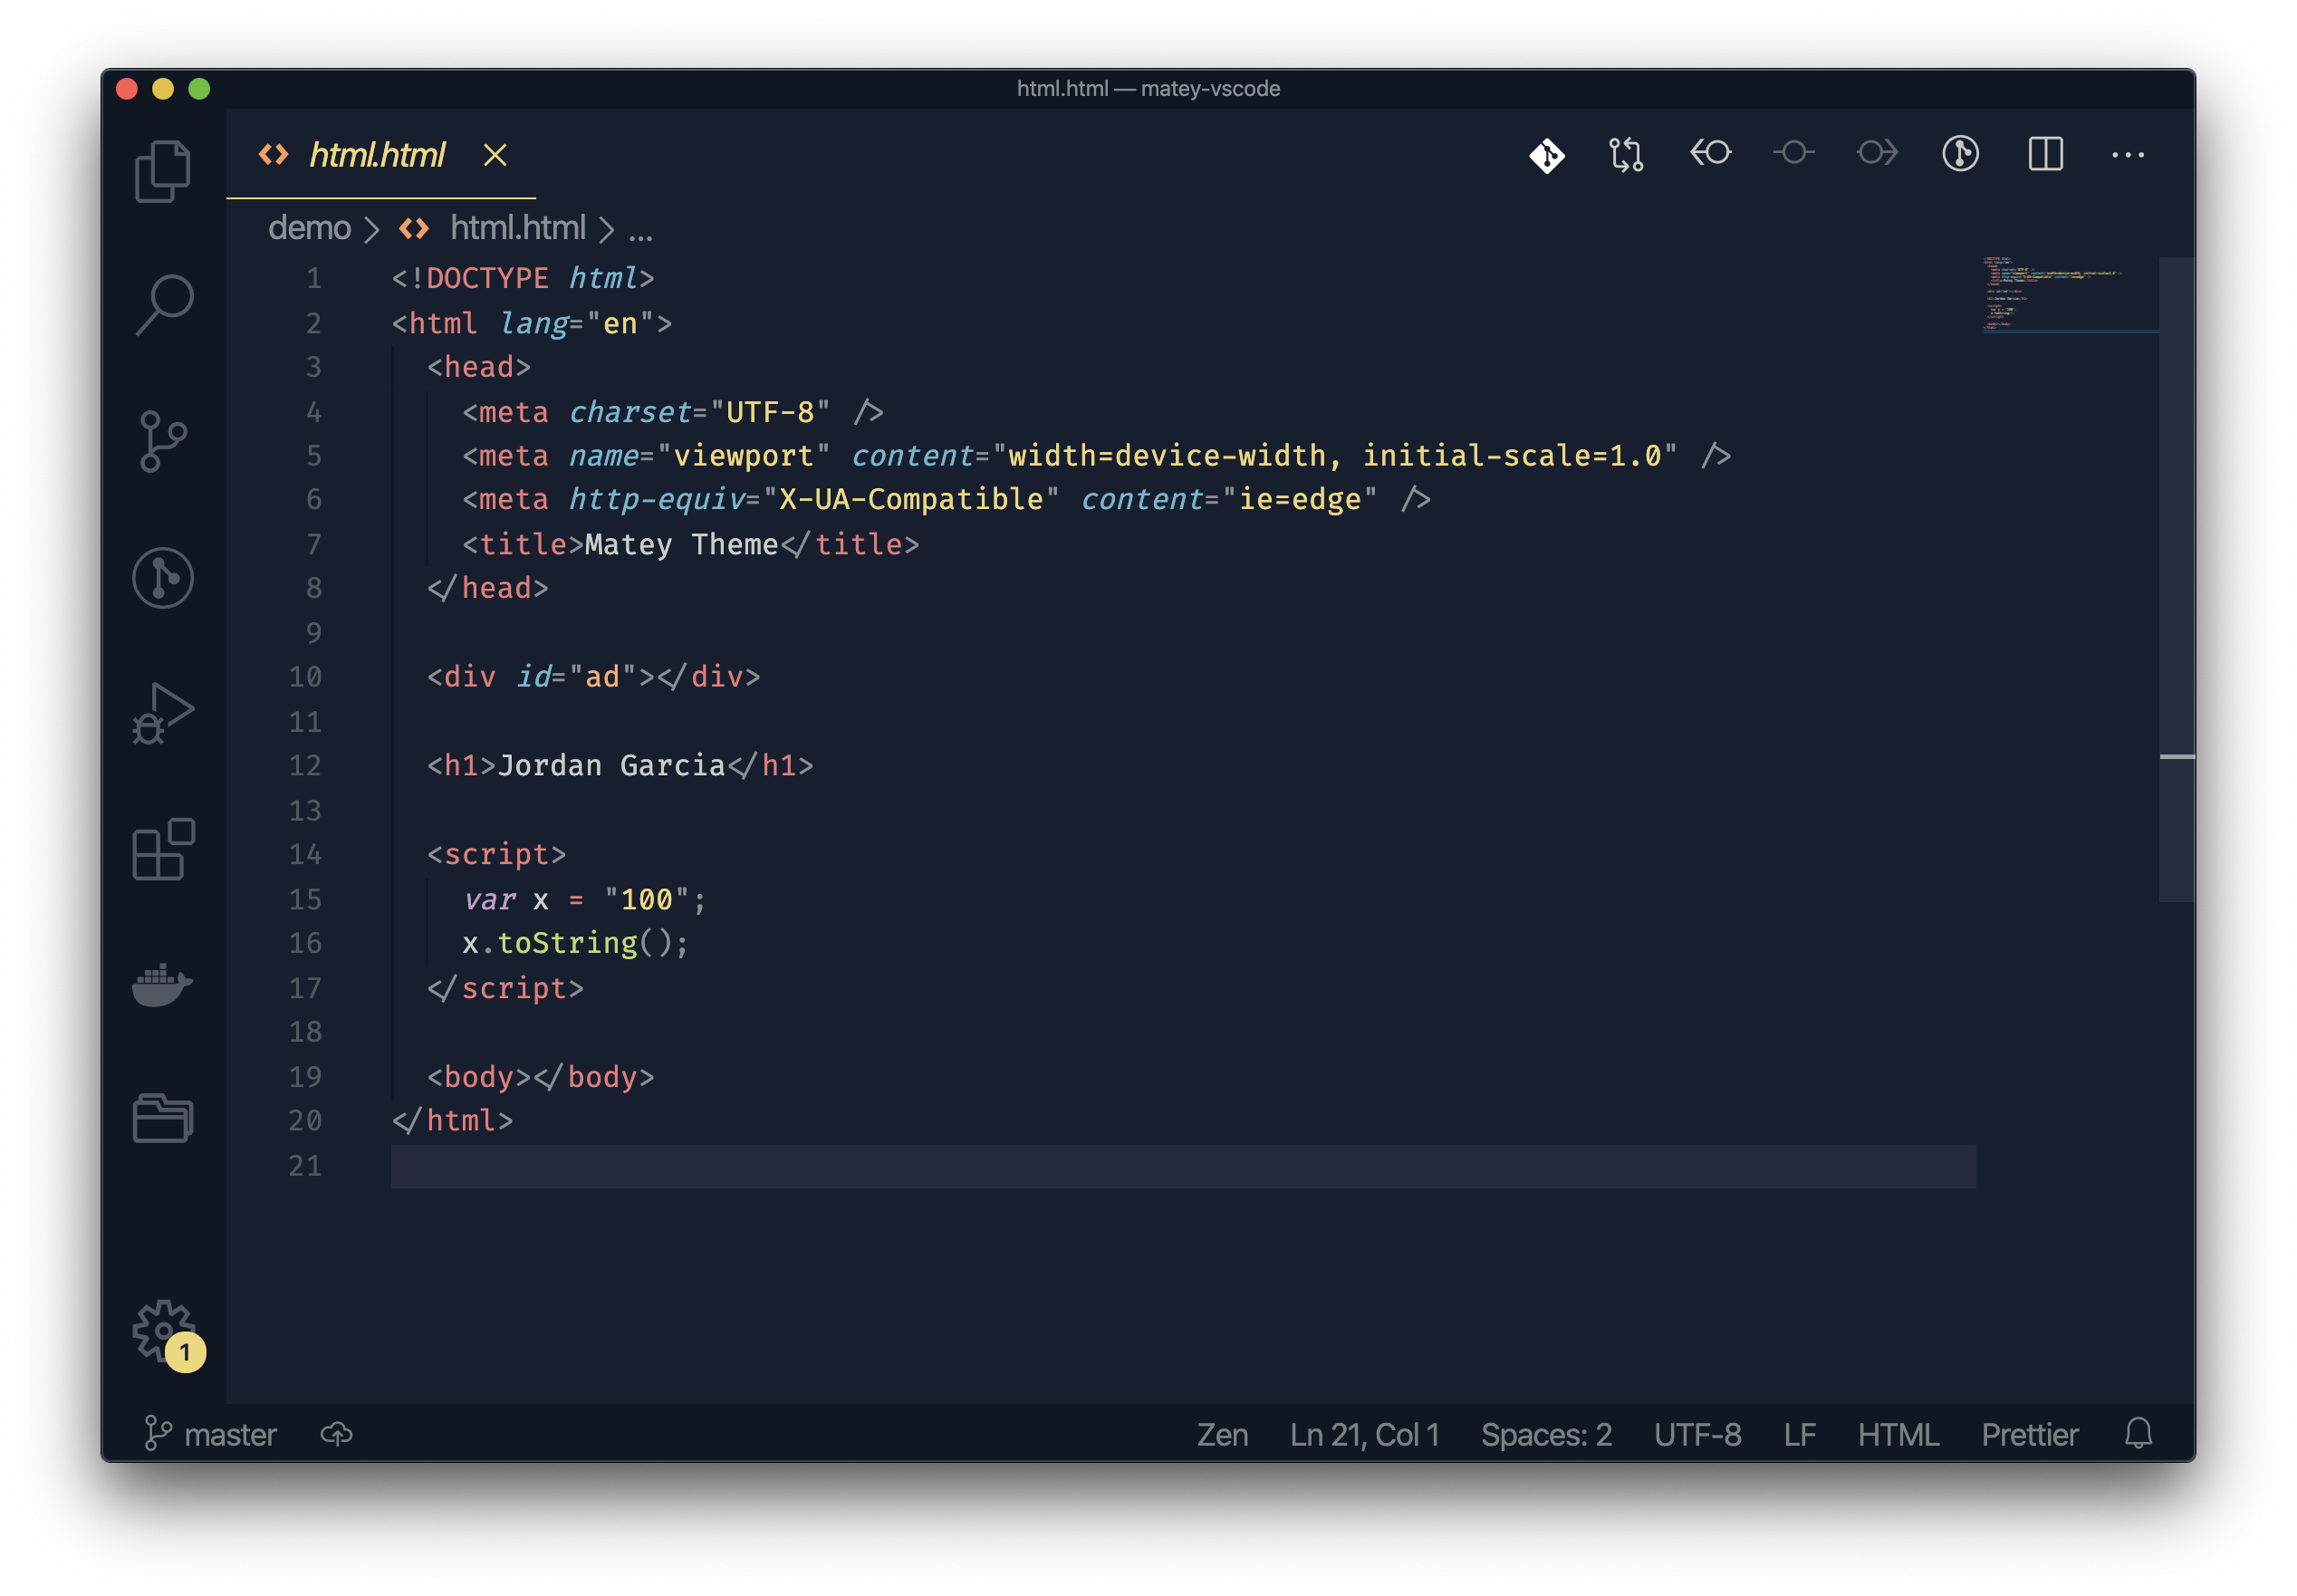 html.html — matey-vscode
html.html
demo > html.html > ...
1 <!DOCTYPE html>
2 <html lang="en">
3   <head>
4     <meta charset="UTF-8" />
5     <meta name="viewport" content="width=device-width, initial-scale=1.0" />
6     <meta http-equiv="X-UA-Compatible" content="ie=edge" />
7     <title>Matey Theme</title>
8   </head>
9
10   <div id="ad"></div>
11
12   <h1>Jordan Garcia</h1>
13
14   <script>
15     var x = "100";
16     x.toString();
17   </script>
18
19   <body></body>
20 </html>
21
1
master Zen Ln 21, Col 1 Spaces: 2 UTF-8 LF HTML Prettier